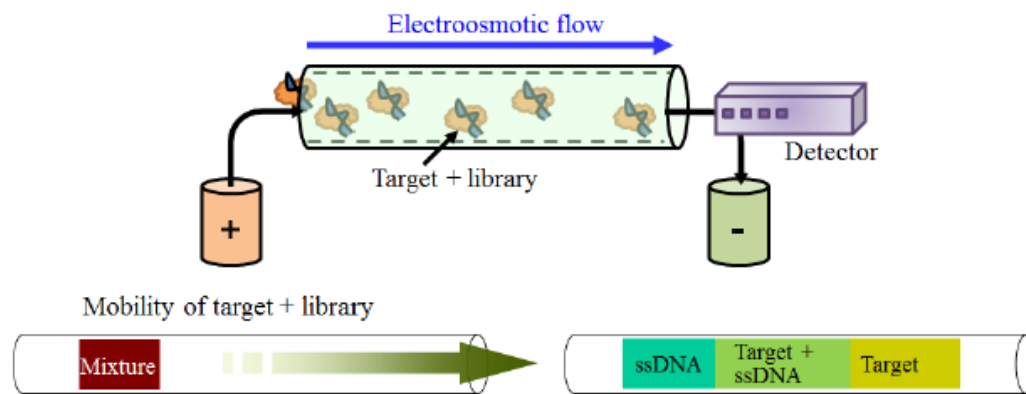 Electroosmotic flow
Target + library
Detector
+
-
Mobility of target + library
Mixture
ssDNA
Target +
ssDNA
Target